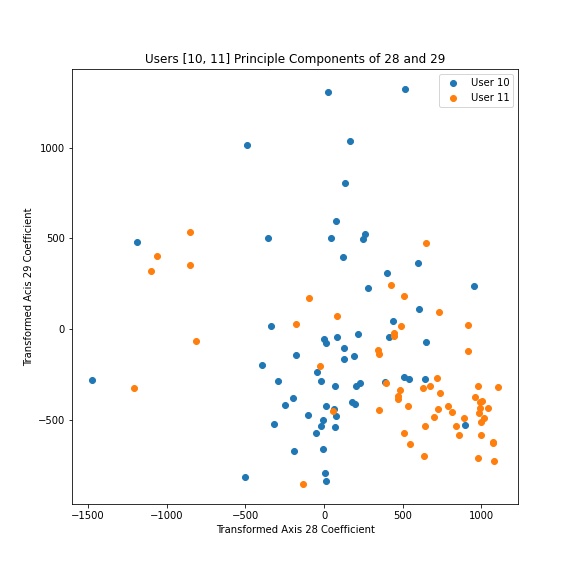 Users [10, 11] Principle Components of 28 and 29
User 10
User 11
Transformed Acis 29 Coefficient
1000
500
0
−500
−1500
−1000
−500
0
500
1000
Transformed Axis 28 Coefficient